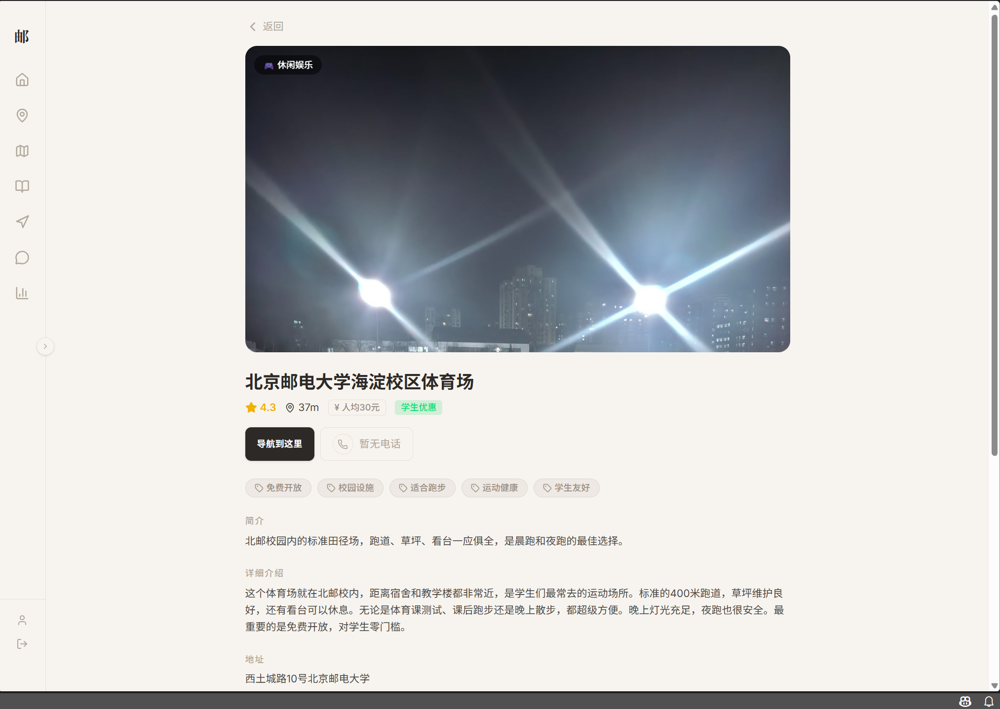 邮
返回
休闲娱乐
北京邮电大学海淀校区体育场
4.3 37m ¥ 人均30元 学生优惠
导航到这里 暂无电话
免费开放 校园设施 适合跑步 运动健康 学生友好
简介
北邮校园内的标准田径场，跑道、草坪、看台一应俱全，是晨跑和夜跑的最佳选择。
详细介绍
这个体育场就在北邮校内，距离宿舍和教学楼都非常近，是学生们最常去的运动场所。标准的400米跑道，草坪维护良
好，还有看台可以休息。无论是体育课测试、课后跑步还是晚上散步，都超级方便。晚上灯光充足，夜跑也很安全。最
重要的是免费开放，对学生零门槛。
地址
西土城路10号北京邮电大学